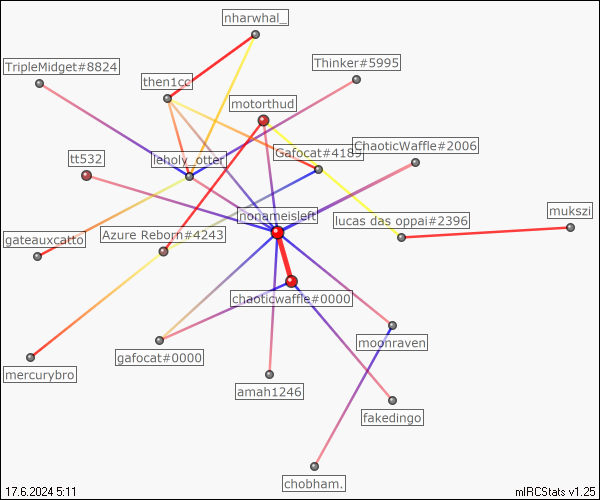 nharwhal_
TripleMidget#8824
Thinker#5995
then1cc
motorthud
Gafocat#4189
ChaoticWaffle#2006
tt532
leholy_otter
nonameisleft
mukszi
lucas das oppai#2396
gateauxcatto
Azure Reborn#4243
chaoticwaffle#0000
moonraven
gafocat#0000
mercurybro
amah1246
fakedingo
chobham.
17.6.2024 5:11
mIRCStats v1.25